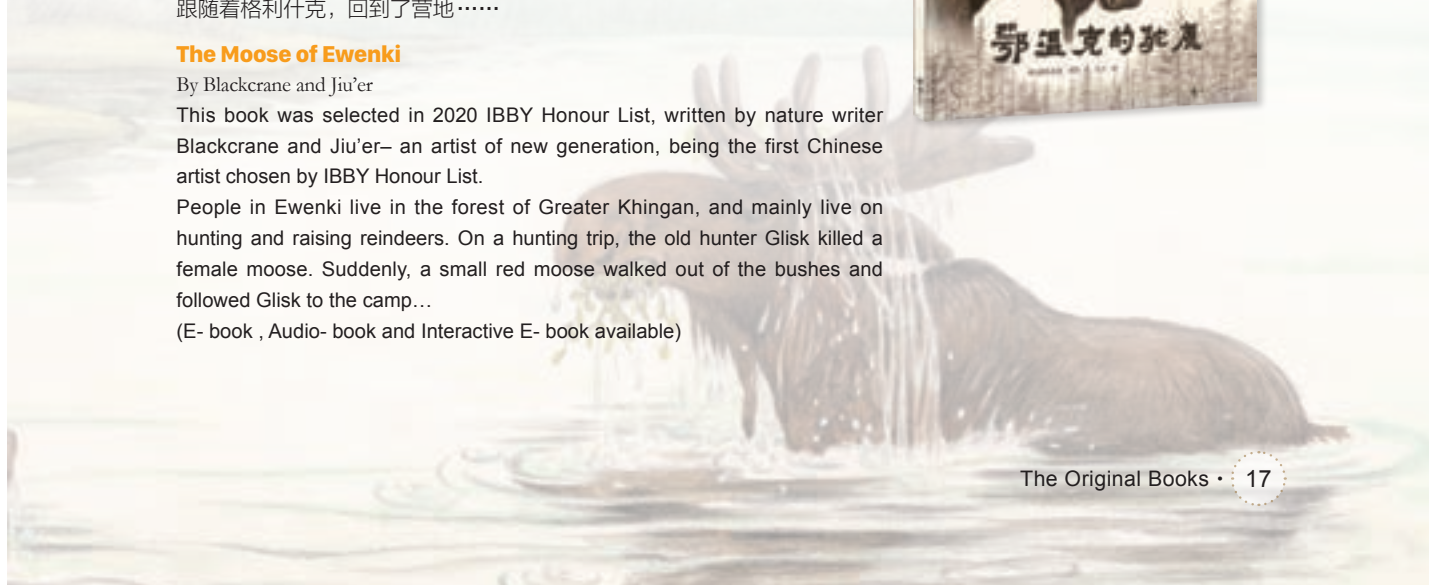 跟随着格利什克，回到了营地……
鄂温克的驼鹿
The Moose of Ewenki
By Blackcrane and Jiu’er
This book was selected in 2020 IBBY Honour List, written by nature writer
Blackcrane and Jiu’er– an artist of new generation, being the first Chinese
artist chosen by IBBY Honour List.
People in Ewenki live in the forest of Greater Khingan, and mainly live on
hunting and raising reindeers. On a hunting trip, the old hunter Glisk killed a
female moose. Suddenly, a small red moose walked out of the bushes and
followed Glisk to the camp…
(E- book , Audio- book and Interactive E- book available)
The Original Books • 17